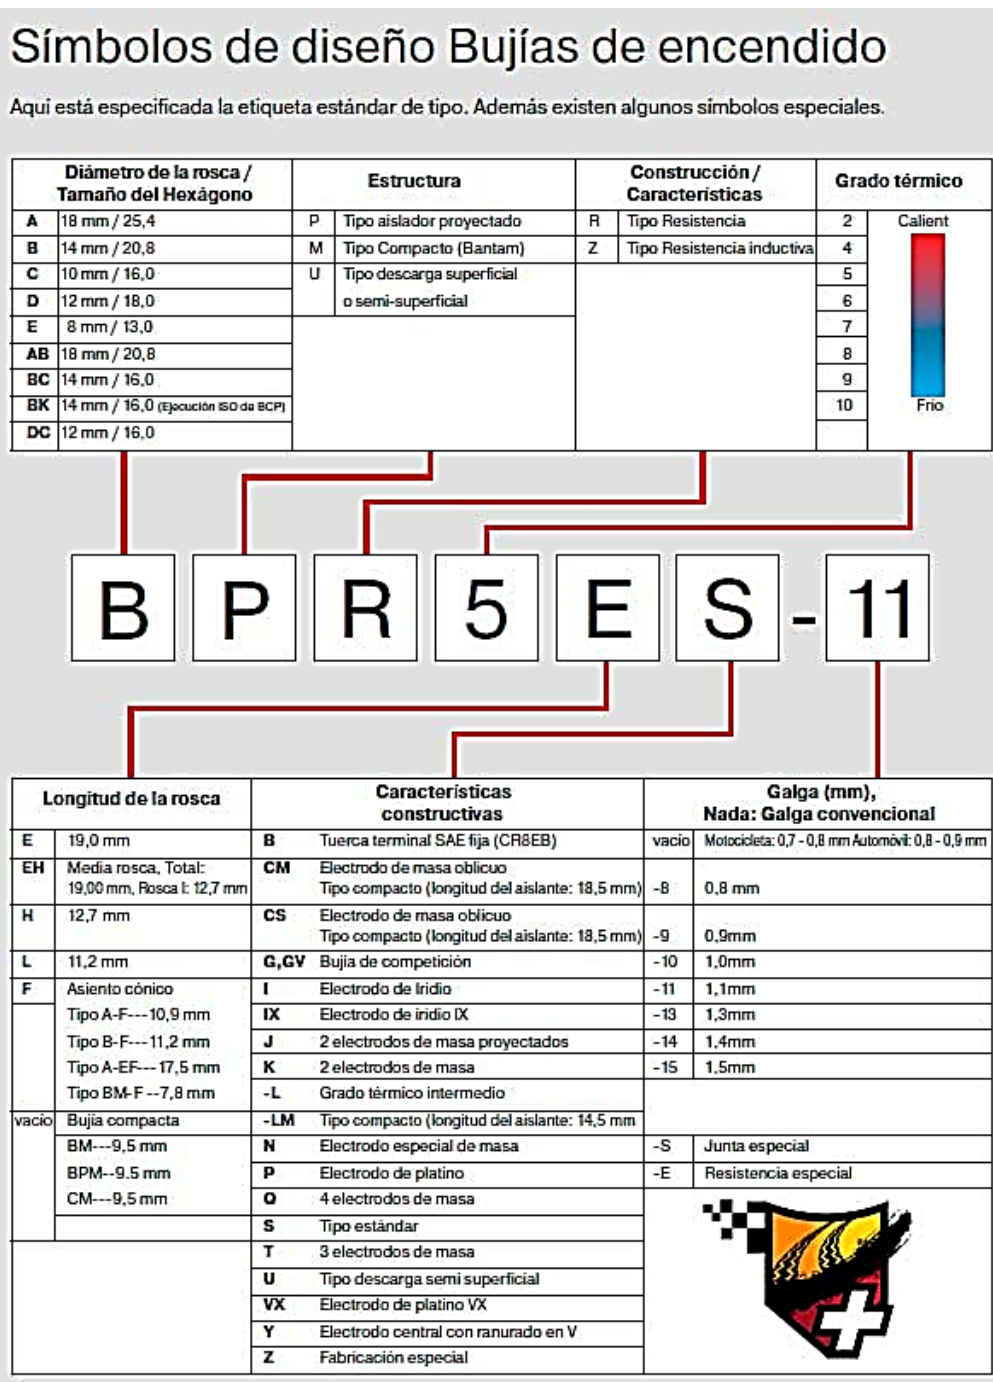 Símbolos de diseño Bujías de encendido
Aquí está especificada la etiqueta estándar de tipo. Además existen algunos símbolos especiales.
Diámetro de la rosca /
Tamaño del Hexágono
A 18 mm / 25,4
B 14 mm / 20,8
C 10 mm / 16,0
D 12 mm / 18,0
E 8 mm / 13,0
AB 18 mm / 20,8
BC 14 mm / 16,0
BK 14 mm / 16,0 (Ejecución ISO de BCP)
DC 12 mm / 16,0
Estructura
P Tipo aislador proyectado
M Tipo Compacto (Bantam)
U Tipo descarga superficial
o semi-superficial
Construcción /
Características
R Tipo Resistencia
Z Tipo Resistencia inductiva
Grado térmico
2 Calient
4
5
6
7
8
9
10 Frio
B P R 5 E S - 11
Longitud de la rosca
E 19,0 mm
EH Media rosca, Total:
19,00 mm, Rosca l: 12,7 mm
H 12,7 mm
L 11,2 mm
F Asiento cónico
Tipo A-F---10,9 mm
Tipo B-F---11,2 mm
Tipo A-EF---17,5 mm
Tipo BM-F --7,8 mm
vacío Bujía compacta
BM---9,5 mm
BPM--9.5 mm
CM---9,5 mm
Características
constructivas
B Tuerca terminal SAE fija (CR8EB)
CM Electrodo de masa oblicuo
Tipo compacto (longitud del aislante: 18,5 mm)
CS Electrodo de masa oblicuo
Tipo compacto (longitud del aislante: 18,5 mm)
G,GV Bujía de competición
I Electrodo de Iridio
IX Electrodo de iridio IX
J 2 electrodos de masa proyectados
K 2 electrodos de masa
-L Grado térmico intermedio
-LM Tipo compacto (longitud del aislante: 14,5 mm
N Electrodo especial de masa
P Electrodo de platino
Q 4 electrodos de masa
S Tipo estándar
T 3 electrodos de masa
U Tipo descarga semi superficial
VX Electrodo de platino VX
Y Electrodo central con ranurado en V
Z Fabricación especial
Galga (mm),
Nada: Galga convencional
vacío Motocicleta: 0,7 - 0,8 mm Automóvil: 0,8 - 0,9 mm
-8 0,8 mm
-9 0,9mm
-10 1,0mm
-11 1,1mm
-13 1,3mm
-14 1,4mm
-15 1,5mm
-S Junta especial
-E Resistencia especial